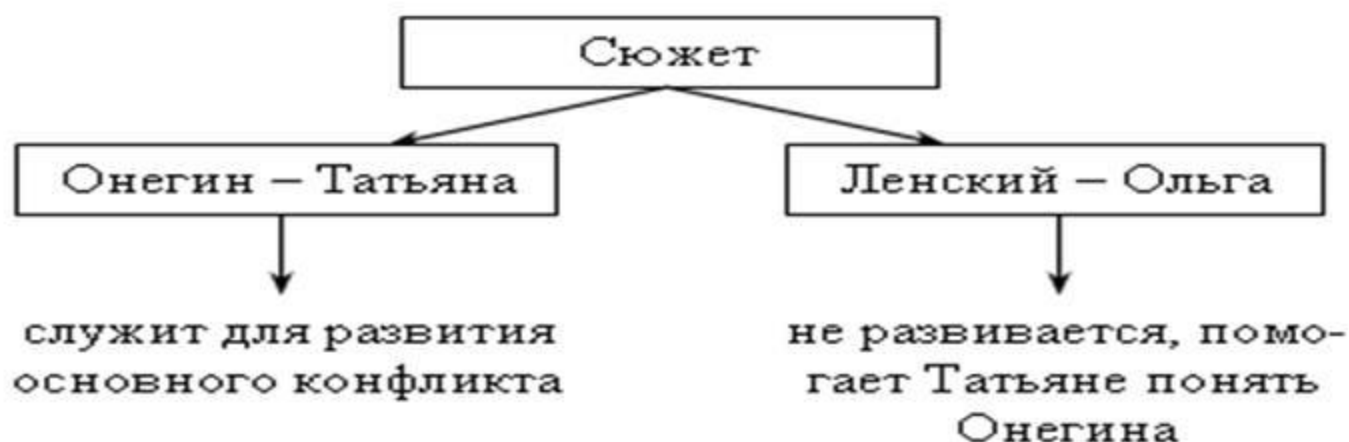 Сюжет
Онегин – Татьяна
Ленский – Ольга
служит для развития
основного конфликта
не развивается, помо-
гает Татьяне понять
Онегина